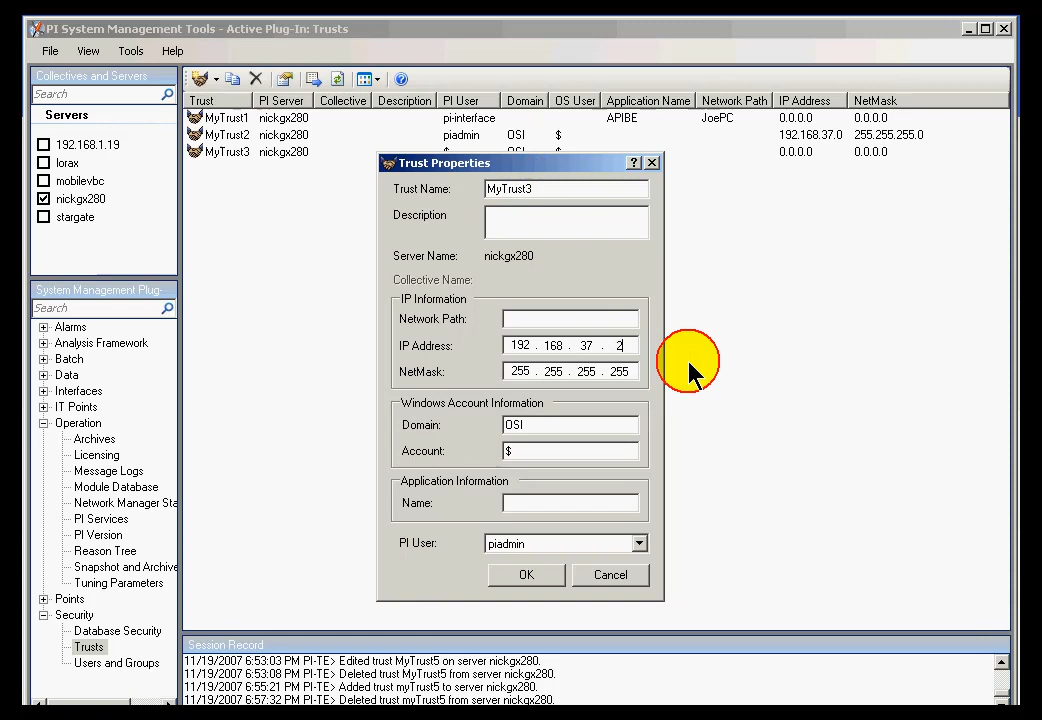 PI System Management Tools - Active Plug-In: Trusts
File View Tools Help
Collectives and Servers
Search
Servers
192.168.1.19
lorax
mobilevbc
nickgx280
stargate
System Management Plug-
Search
Alarms
Analysis Framework
Batch
Data
Interfaces
IT Points
Operation
Archives
Licensing
Message Logs
Module Database
Network Manager Sta
PI Services
PI Version
Reason Tree
Snapshot and Archive
Tuning Parameters
Points
Security
Database Security
Trusts
Users and Groups
Trust PI Server Collective Description PI User Domain OS User Application Name Network Path IP Address NetMask
MyTrust1 nickgx280 pi-interface APIBE JoePC 0.0.0.0 0.0.0.0
MyTrust2 nickgx280 piadmin OSI $ 192.168.37.0 255.255.255.0
MyTrust3 nickgx280 $ OSI $ 0.0.0.0 0.0.0.0
Trust Properties
Trust Name: MyTrust3
Description
Server Name: nickgx280
Collective Name:
IP Information
Network Path:
IP Address: 192 . 168 . 37 . 2
NetMask: 255 . 255 . 255 . 255
Windows Account Information
Domain: OSI
Account: $
Application Information
Name:
PI User: piadmin
OK Cancel
Session Record
11/19/2007 6:53:03 PM PI-TE> Edited trust MyTrust5 on server nickgx280.
11/19/2007 6:53:08 PM PI-TE> Deleted trust MyTrust5 from server nickgx280.
11/19/2007 6:55:21 PM PI-TE> Added trust myTrust5 to server nickgx280.
11/19/2007 6:57:32 PM PI-TE> Deleted trust myTrust5 from server nickgx280.